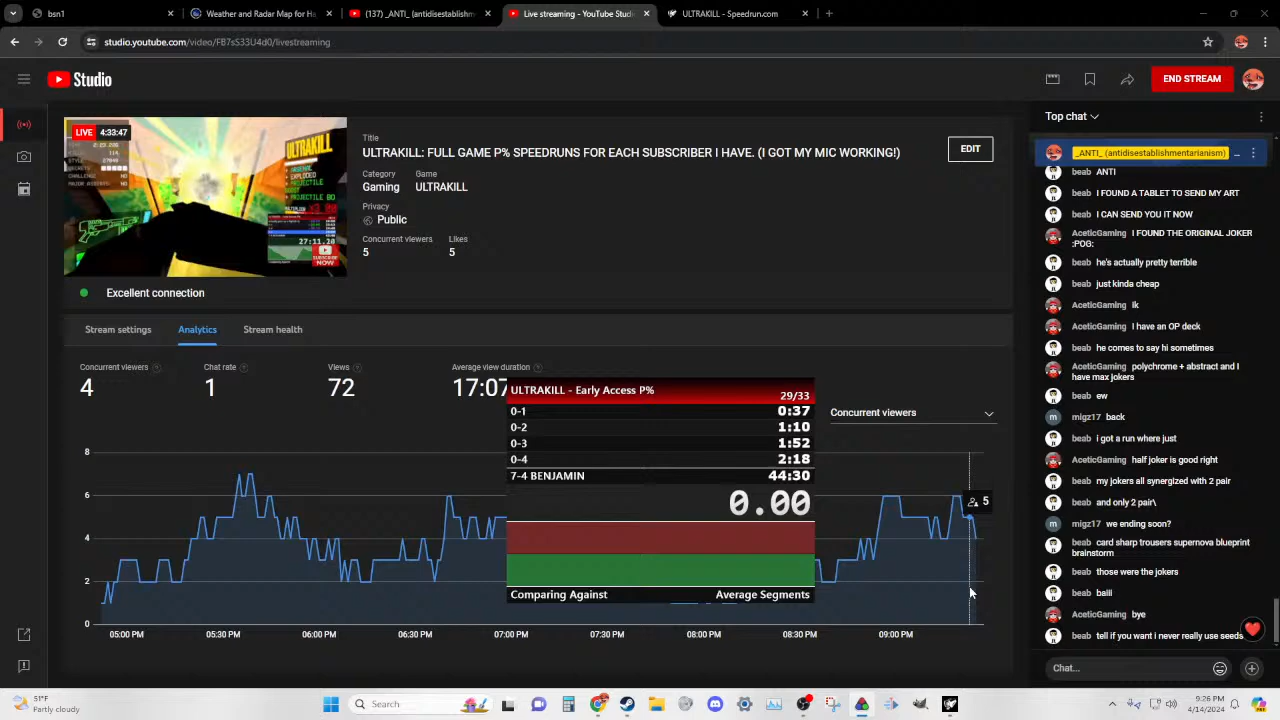 bsn1
Weather and Radar Map for Ha
(137) _ANTI_ (antidisestablishm
Live streaming - YouTube Studi
ULTRAKILL - Speedrun.com
studio.youtube.com/video/FB7sS33U4d0/livestreaming
Studio
END STREAM
LIVE 4:33:47
ULTRAKILL
27:11.20
SUBSCRIBE
NOW
Title
ULTRAKILL: FULL GAME P% SPEEDRUNS FOR EACH SUBSCRIBER I HAVE. (I GOT MY MIC WORKING!)
EDIT
Category
Gaming
Game
ULTRAKILL
Privacy
Public
Concurrent viewers
5
Likes
5
Excellent connection
Stream settings
Analytics
Stream health
Concurrent viewers
4
Chat rate
1
Views
72
Average view duration
17:07
Concurrent viewers
8
6
4
2
0
5
05:00 PM
05:30 PM
06:00 PM
06:30 PM
07:00 PM
07:30 PM
08:00 PM
08:30 PM
09:00 PM
ULTRAKILL - Early Access P%
29/33
0-1 0:37
0-2 1:10
0-3 1:52
0-4 2:18
7-4 BENJAMIN 44:30
0.00
Comparing Against Average Segments
Top chat
_ANTI_ (antidisestablishmentarianism) ...
beab ANTI
beab I FOUND A TABLET TO SEND MY ART
beab I CAN SEND YOU IT NOW
AceticGaming I FOUND THE ORIGINAL JOKER
:POG:
beab he's actually pretty terrible
beab just kinda cheap
AceticGaming ik
AceticGaming I have an OP deck
beab he comes to say hi sometimes
AceticGaming polychrome + abstract and I
have max jokers
beab ew
migz17 back
beab i got a run where just
AceticGaming half joker is good right
beab my jokers all synergized with 2 pair
beab and only 2 pair\
migz17 we ending soon?
beab card sharp trousers supernova blueprint
brainstorm
beab those were the jokers
beab baiii
AceticGaming bye
beab tell if you want i never really use seeds
Chat...
51°F
Partly cloudy
Search
9:26 PM
4/14/2024